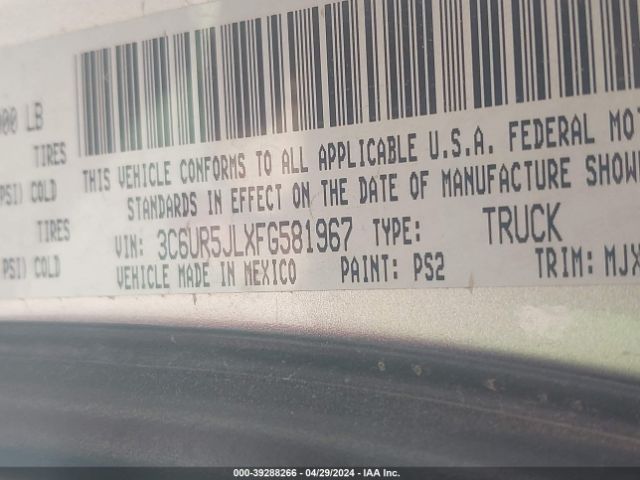 000 LB
TIRES
PSI) COLD
TIRES
PSI) COLD
THIS VEHICLE CONFORMS TO ALL APPLICABLE U.S.A. FEDERAL MOT
STANDARDS IN EFFECT ON THE DATE OF MANUFACTURE SHOW
VIN: 3C6UR5JLXFG581967 TYPE: TRUCK
VEHICLE MADE IN MEXICO PAINT: PS2 TRIM: MJX
000-39288266 - 04/29/2024 - IAA Inc.